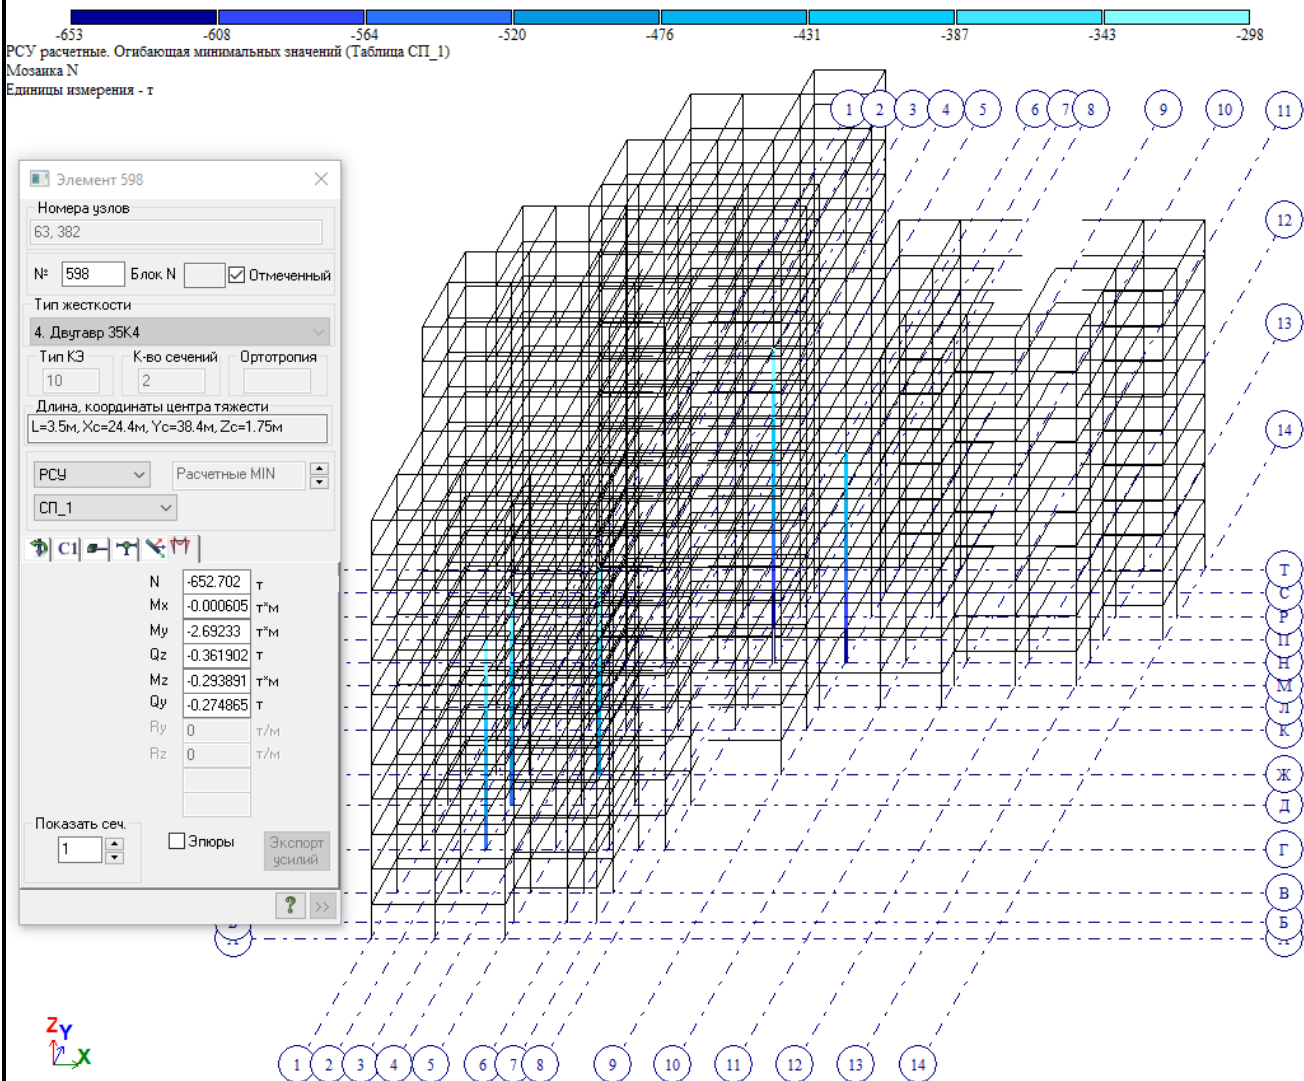 -653 -608 -564 -520 -476 -431 -387 -343 -298
РСУ расчетные. Огибающая минимальных значений (Таблица СП_1)
Мозаика N
Единицы измерения - т
1 2 3 4 5 6 7 8 9 10 11
12
13
14
Элемент 598
Номера узлов
63, 382
№ 598 Блок N Отмеченный
Тип жесткости
4. Двутавр 35К4
Тип КЭ К-во сечений Ортотропия
10 2
Длина, координаты центра тяжести
L=3.5м, Xc=24.4м, Yc=38.4м, Zc=1.75м
РСУ Расчетные MIN
СП_1
C1
N -652.702 т
Mx -0.000605 т*м
My -2.69233 т*м
Qz -0.361902 т
Mz -0.293891 т*м
Qy -0.274865 т
Ry 0 т/м
Rz 0 т/м
Показать сеч.
1
Эпюры
Экспорт
усилий
? >>
Т
С
Р
П
Н
М
Л
К
Ж
Д
Г
В
Б
А
Z
Y
X
1 2 3 4 5 6 7 8 9 10 11 12 13 14